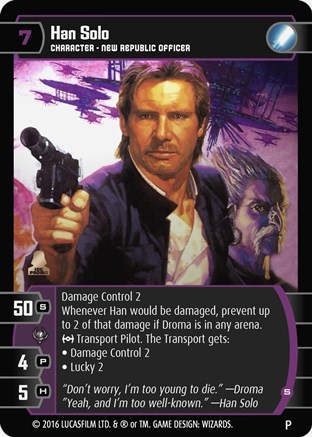 7 Han Solo
CHARACTER • NEW REPUBLIC OFFICER
50 S
4 P
5 H
Damage Control 2
Whenever Han would be damaged, prevent up
to 2 of that damage if Droma is in any arena.
Transport Pilot. The Transport gets:
• Damage Control 2
• Lucky 2
"Don't worry, I'm too young to die." —Droma
"Yeah, and I'm too well-known." —Han Solo
S
© 2016 LUCASFILM LTD. & ® or TM. GAME DESIGN: WIZARDS.
P